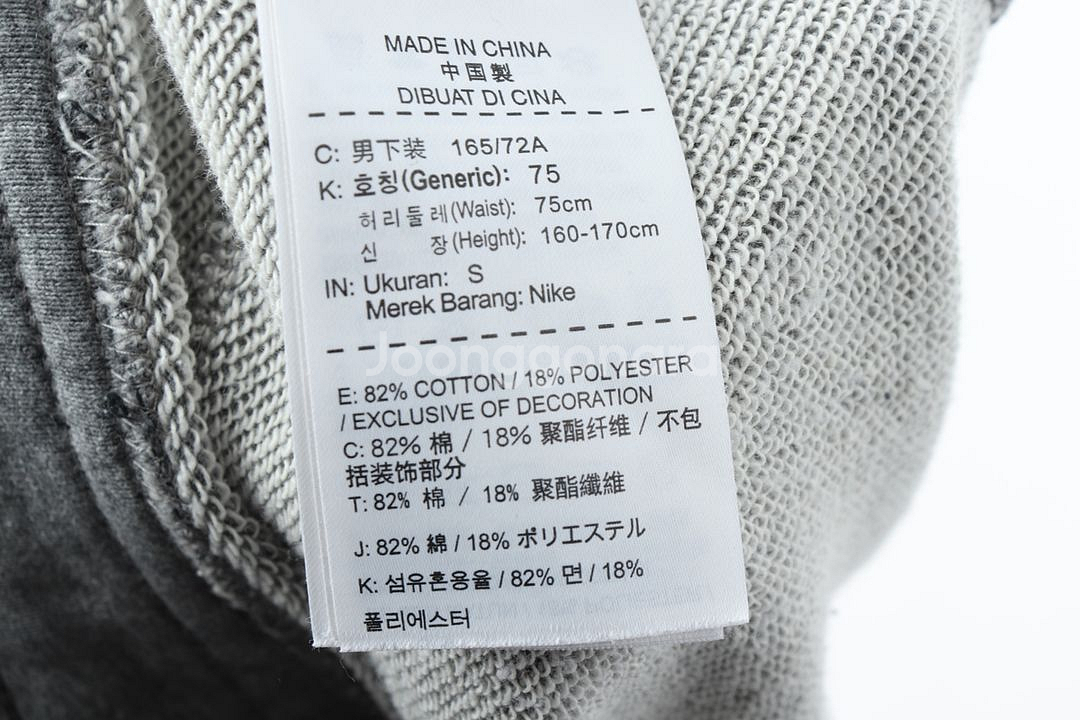 MADE IN CHINA
中国製
DIBUAT DI CINA
C: 男下装 165/72A
K: 호칭(Generic): 75
허리둘레(Waist): 75cm
신 장(Height): 160-170cm
IN: Ukuran: S
Merek Barang: Nike
Joonggonara
E: 82% COTTON / 18% POLYESTER
/ EXCLUSIVE OF DECORATION
C: 82% 棉 / 18% 聚酯纤维 / 不包
括装饰部分
T: 82% 棉 / 18% 聚酯纖維
J: 82% 綿 / 18% ポリエステル
K: 섬유혼용율 / 82% 면 / 18%
폴리에스터